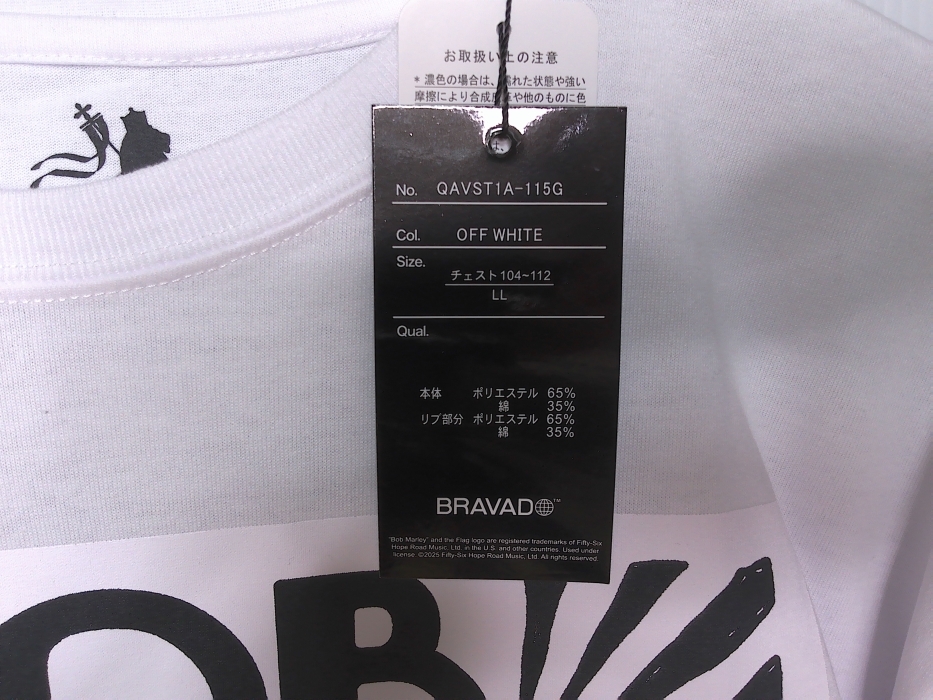 お取扱い上の注意
* 濃色の場合は、濡れた状態や強い
摩擦により合成皮革や他のものに色
No. QAVST1A-115G
Col. OFF WHITE
Size.
チェスト104~112
LL
Qual.
本体 ポリエステル 65%
綿 35%
リブ部分 ポリエステル 65%
綿 35%
BRAVADO™
"Bob Marley" and the Flag logo are registered trademarks of Fifty-Six
Hope Road Music, Ltd. in the U.S. and other countries. Used under
license. ©2025 Fifty-Six Hope Road Music, Ltd. All rights reserved.
OB